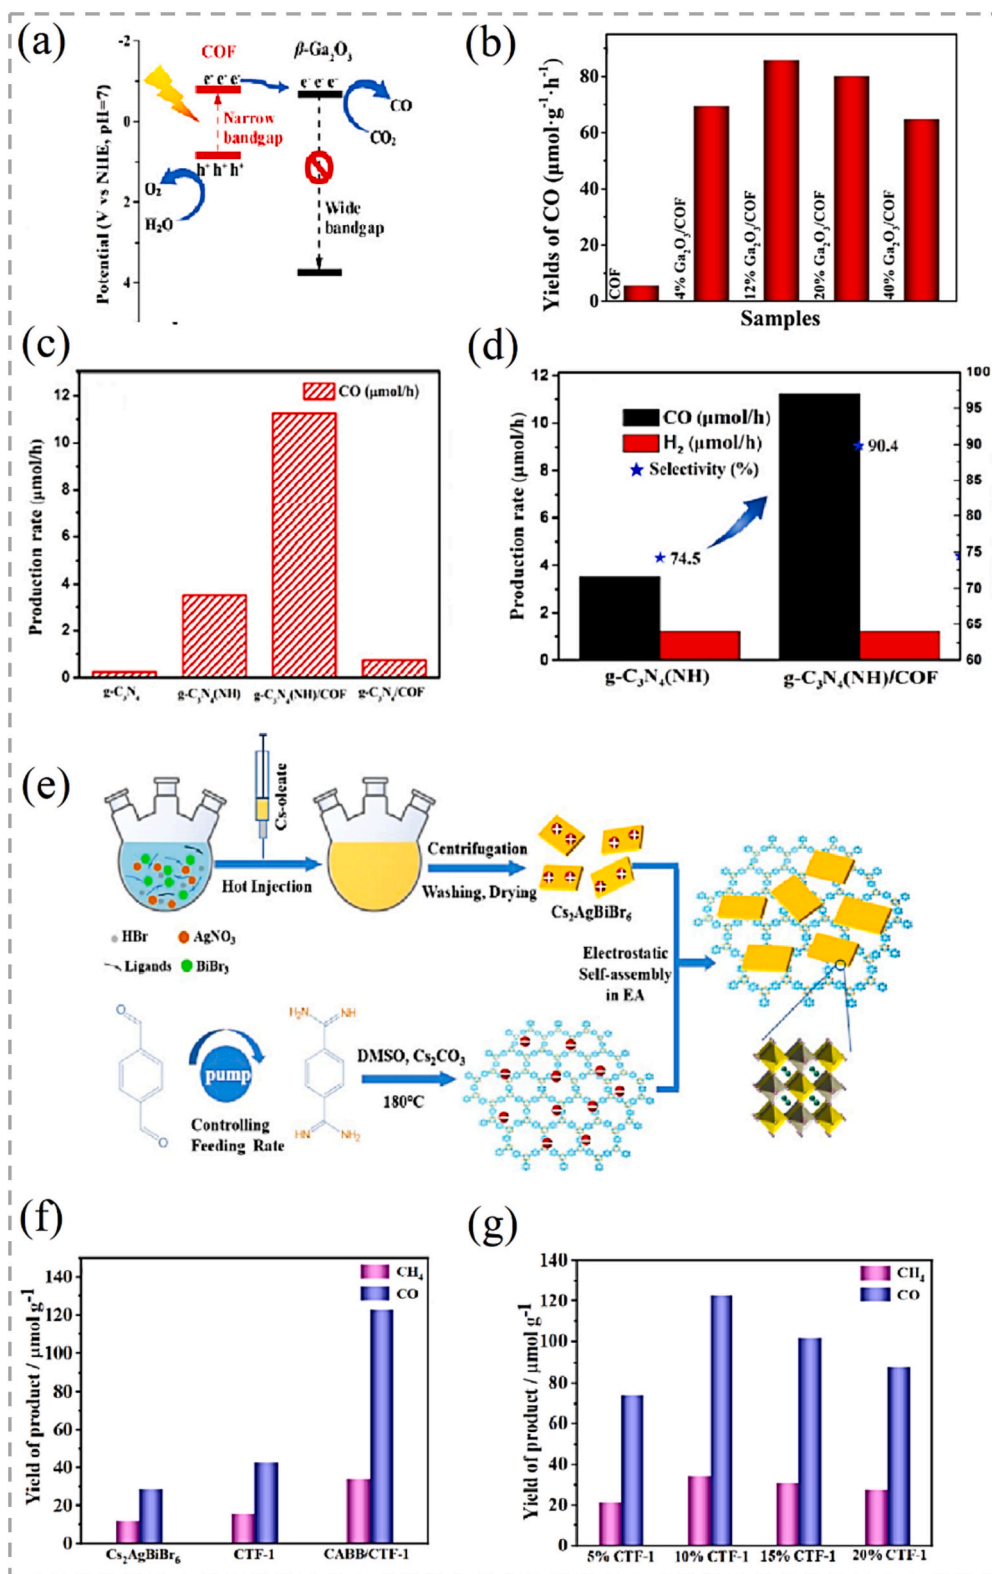 (a)
-2
0
2
4
Potential (V vs NHE, pH=7)
COF
β-Ga₂O₃
e⁻ e⁻ e⁻
e⁻ e⁻ e⁻
Narrow
bandgap
h⁺ h⁺ h⁺
O₂
H₂O
CO
CO₂
Wide
bandgap
(b)
Yields of CO (μmol·g⁻¹·h⁻¹)
80
60
40
20
0
COF
4% Ga₂O₃/COF
12% Ga₂O₃/COF
20% Ga₂O₃/COF
40% Ga₂O₃/COF
Samples
(c)
Production rate (μmol/h)
12
10
8
6
4
2
0
CO (μmol/h)
g-C₃N₄
g-C₃N₄(NH)
g-C₃N₄(NH)/COF
g-C₃N₄/COF
(d)
Production rate (μmol/h)
12
10
8
6
4
2
0
CO (μmol/h)
H₂ (μmol/h)
Selectivity (%)
74.5
90.4
100
95
90
85
80
75
70
65
60
g-C₃N₄(NH)
g-C₃N₄(NH)/COF
(e)
Cs-oleate
Hot Injection
HBr
AgNO₃
Ligands
BiBr₃
Centrifugation
Washing, Drying
Cs₂AgBiBr₆
Electrostatic
Self-assembly
in EA
O
O
pump
Controlling
Feeding Rate
H₂N
NH
HN
NH₂
DMSO, Cs₂CO₃
180°C
(f)
Yield of product / μmol g⁻¹
140
120
100
80
60
40
20
0
CH₄
CO
Cs₂AgBiBr₆
CTF-1
CABB/CTF-1
(g)
Yield of product / μmol g⁻¹
140
120
100
80
60
40
20
0
CH₄
CO
5% CTF-1
10% CTF-1
15% CTF-1
20% CTF-1